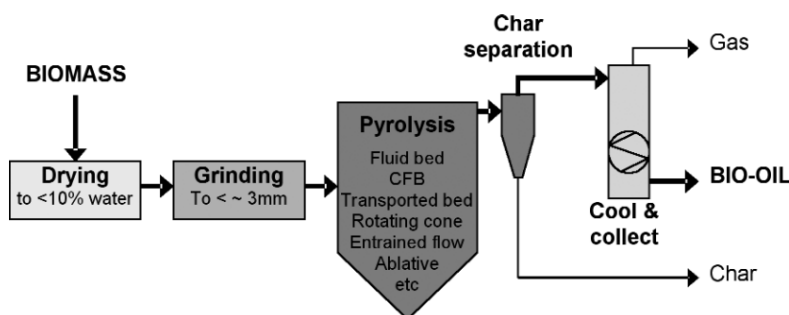 BIOMASS
Drying
to <10% water
Grinding
To < ~ 3mm
Pyrolysis
Fluid bed
CFB
Transported bed
Rotating cone
Entrained flow
Ablative
etc
Char
separation
Cool &
collect
Gas
BIO-OIL
Char